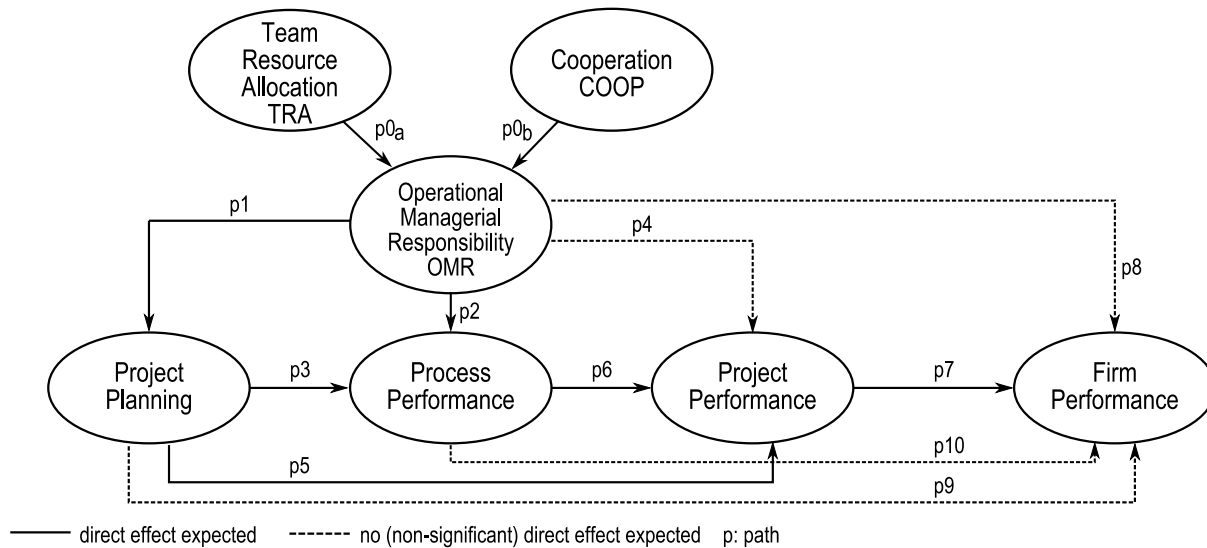 Team
Resource
Allocation
TRA
Cooperation
COOP
p0a
p0b
Operational
Managerial
Responsibility
OMR
p1
p4
p8
p2
Project
Planning
p3
Process
Performance
p6
Project
Performance
p7
Firm
Performance
p5
p10
p9
direct effect expected
no (non-significant) direct effect expected
p: path